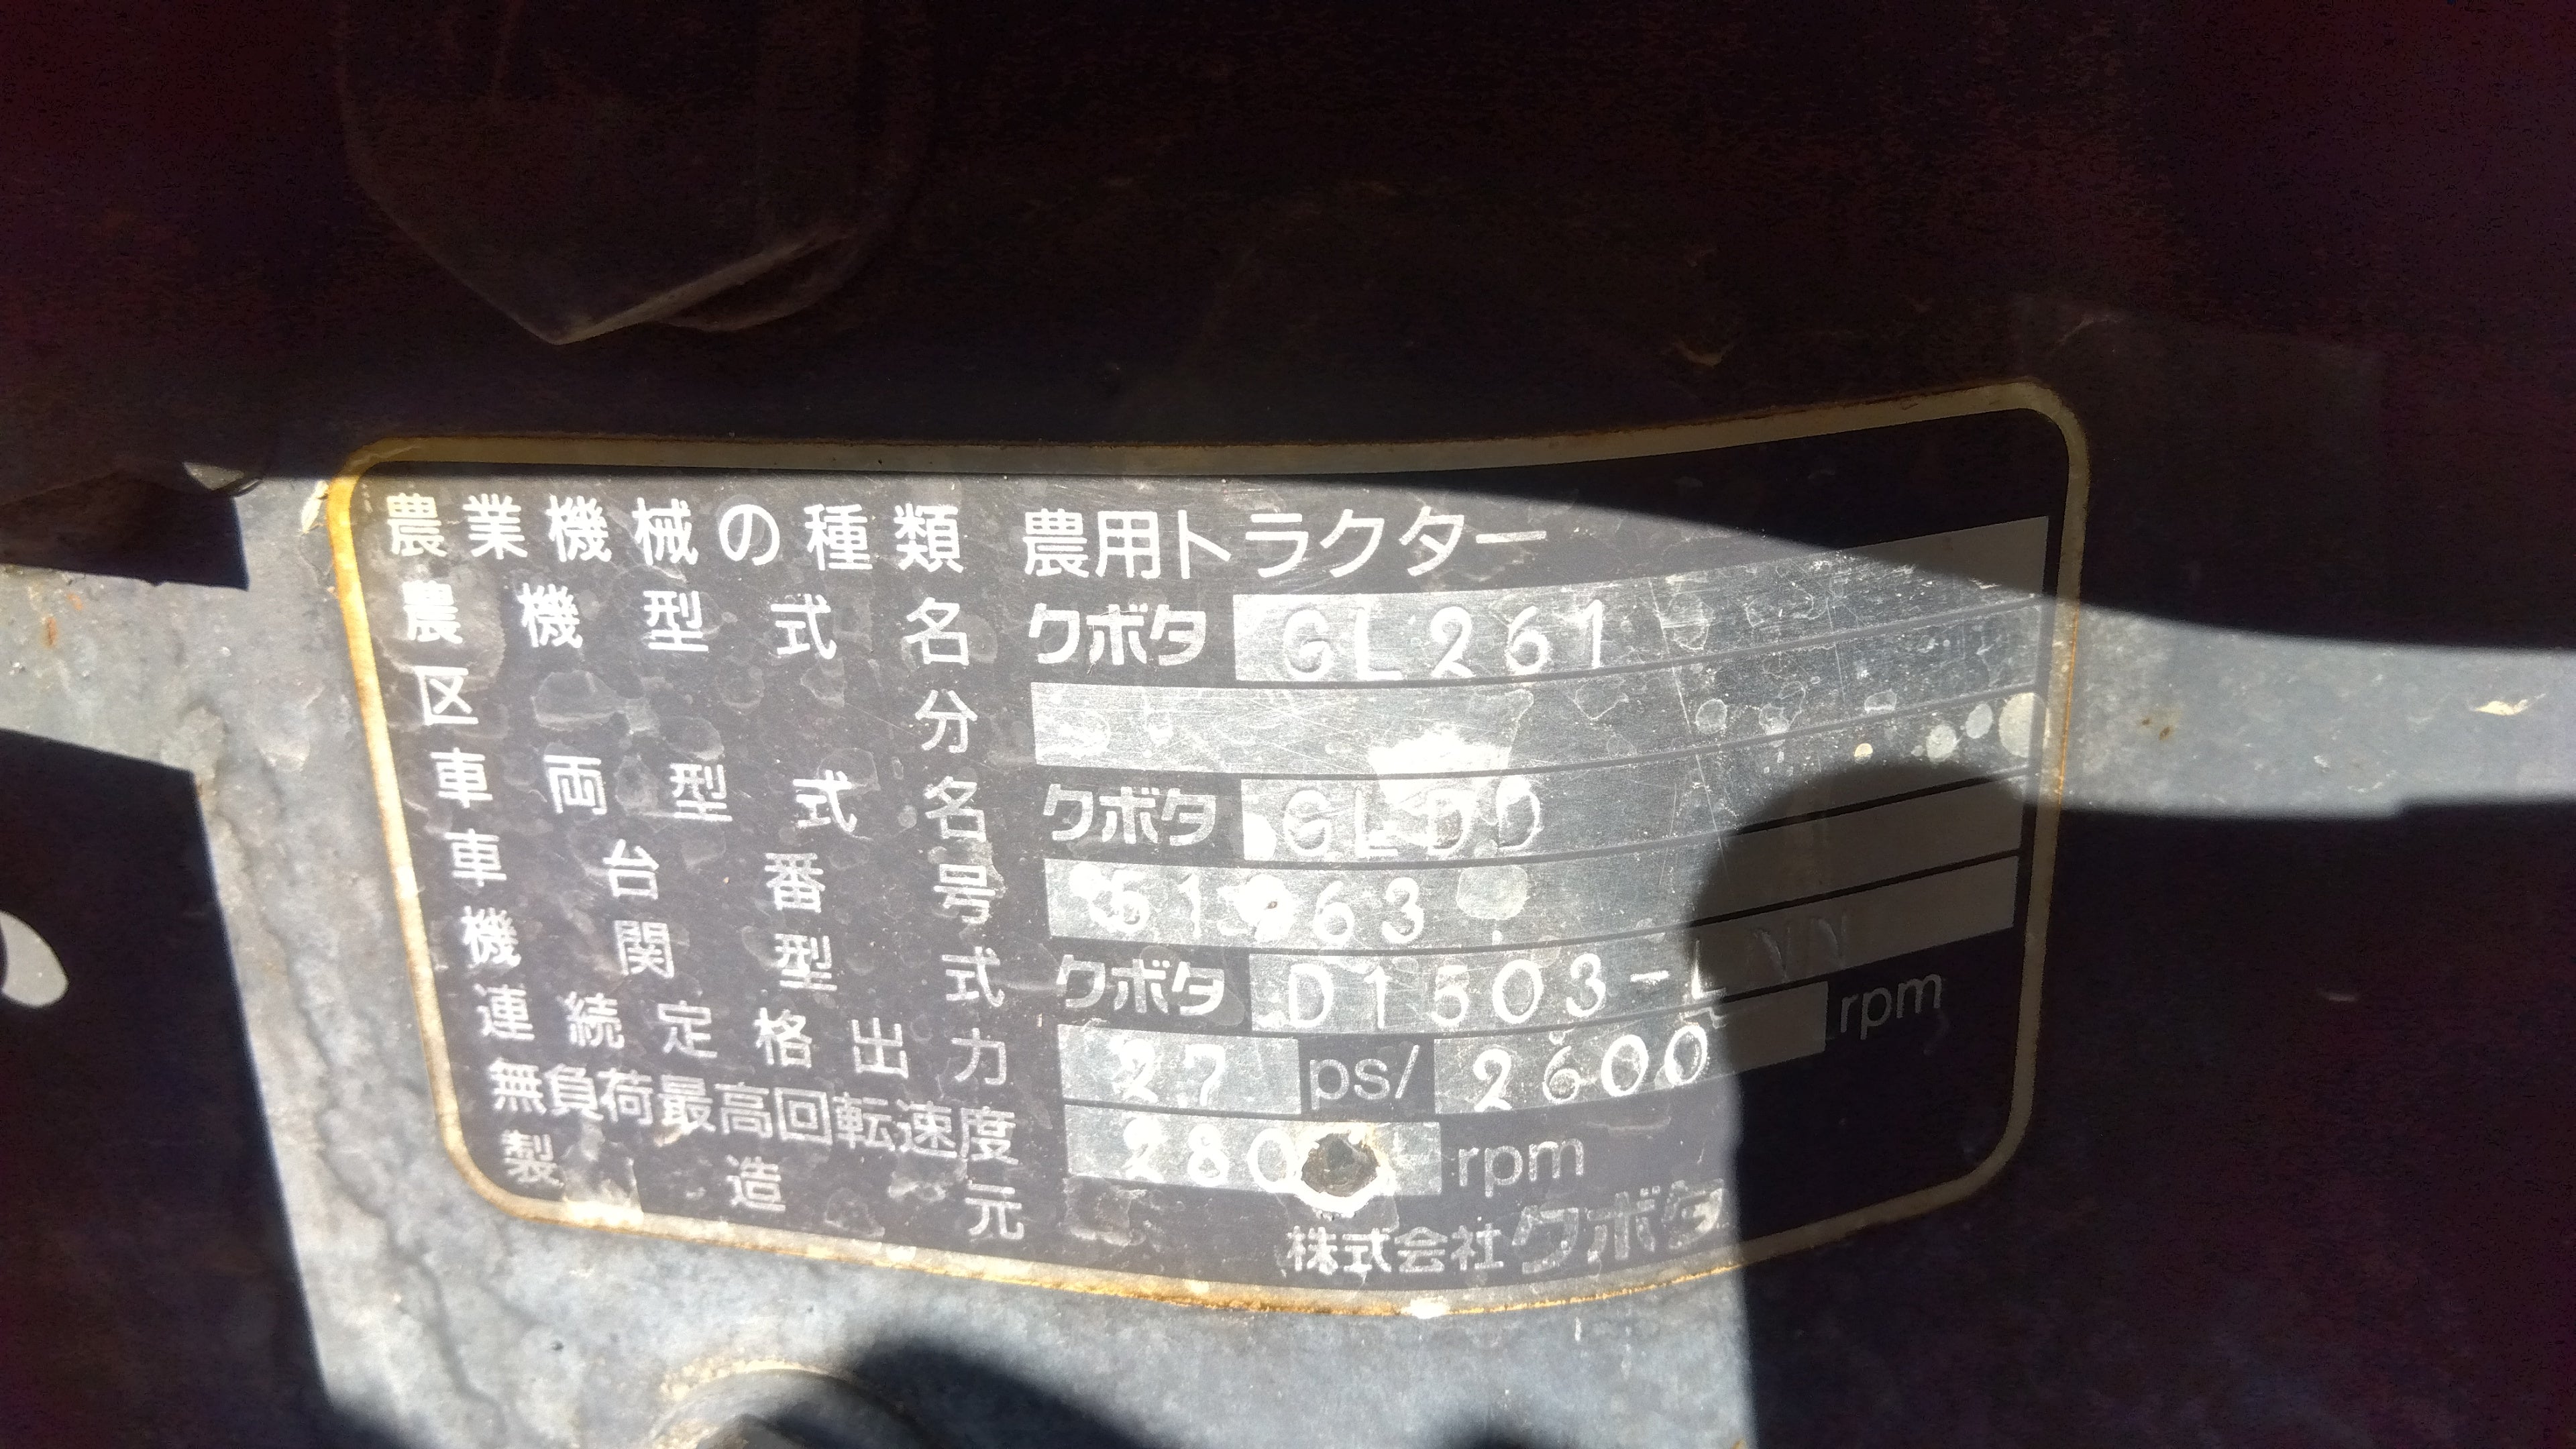 農業機械の種類 農用トラクター
農機型式名 クボタ GL261
区分
車両型式名 クボタ GLDD
車台番号
機関型式 クボタ D1503-LNN
連続定格出力 27 ps/ 2600 rpm
無負荷最高回転速度 rpm
製造元 株式会社クボタ